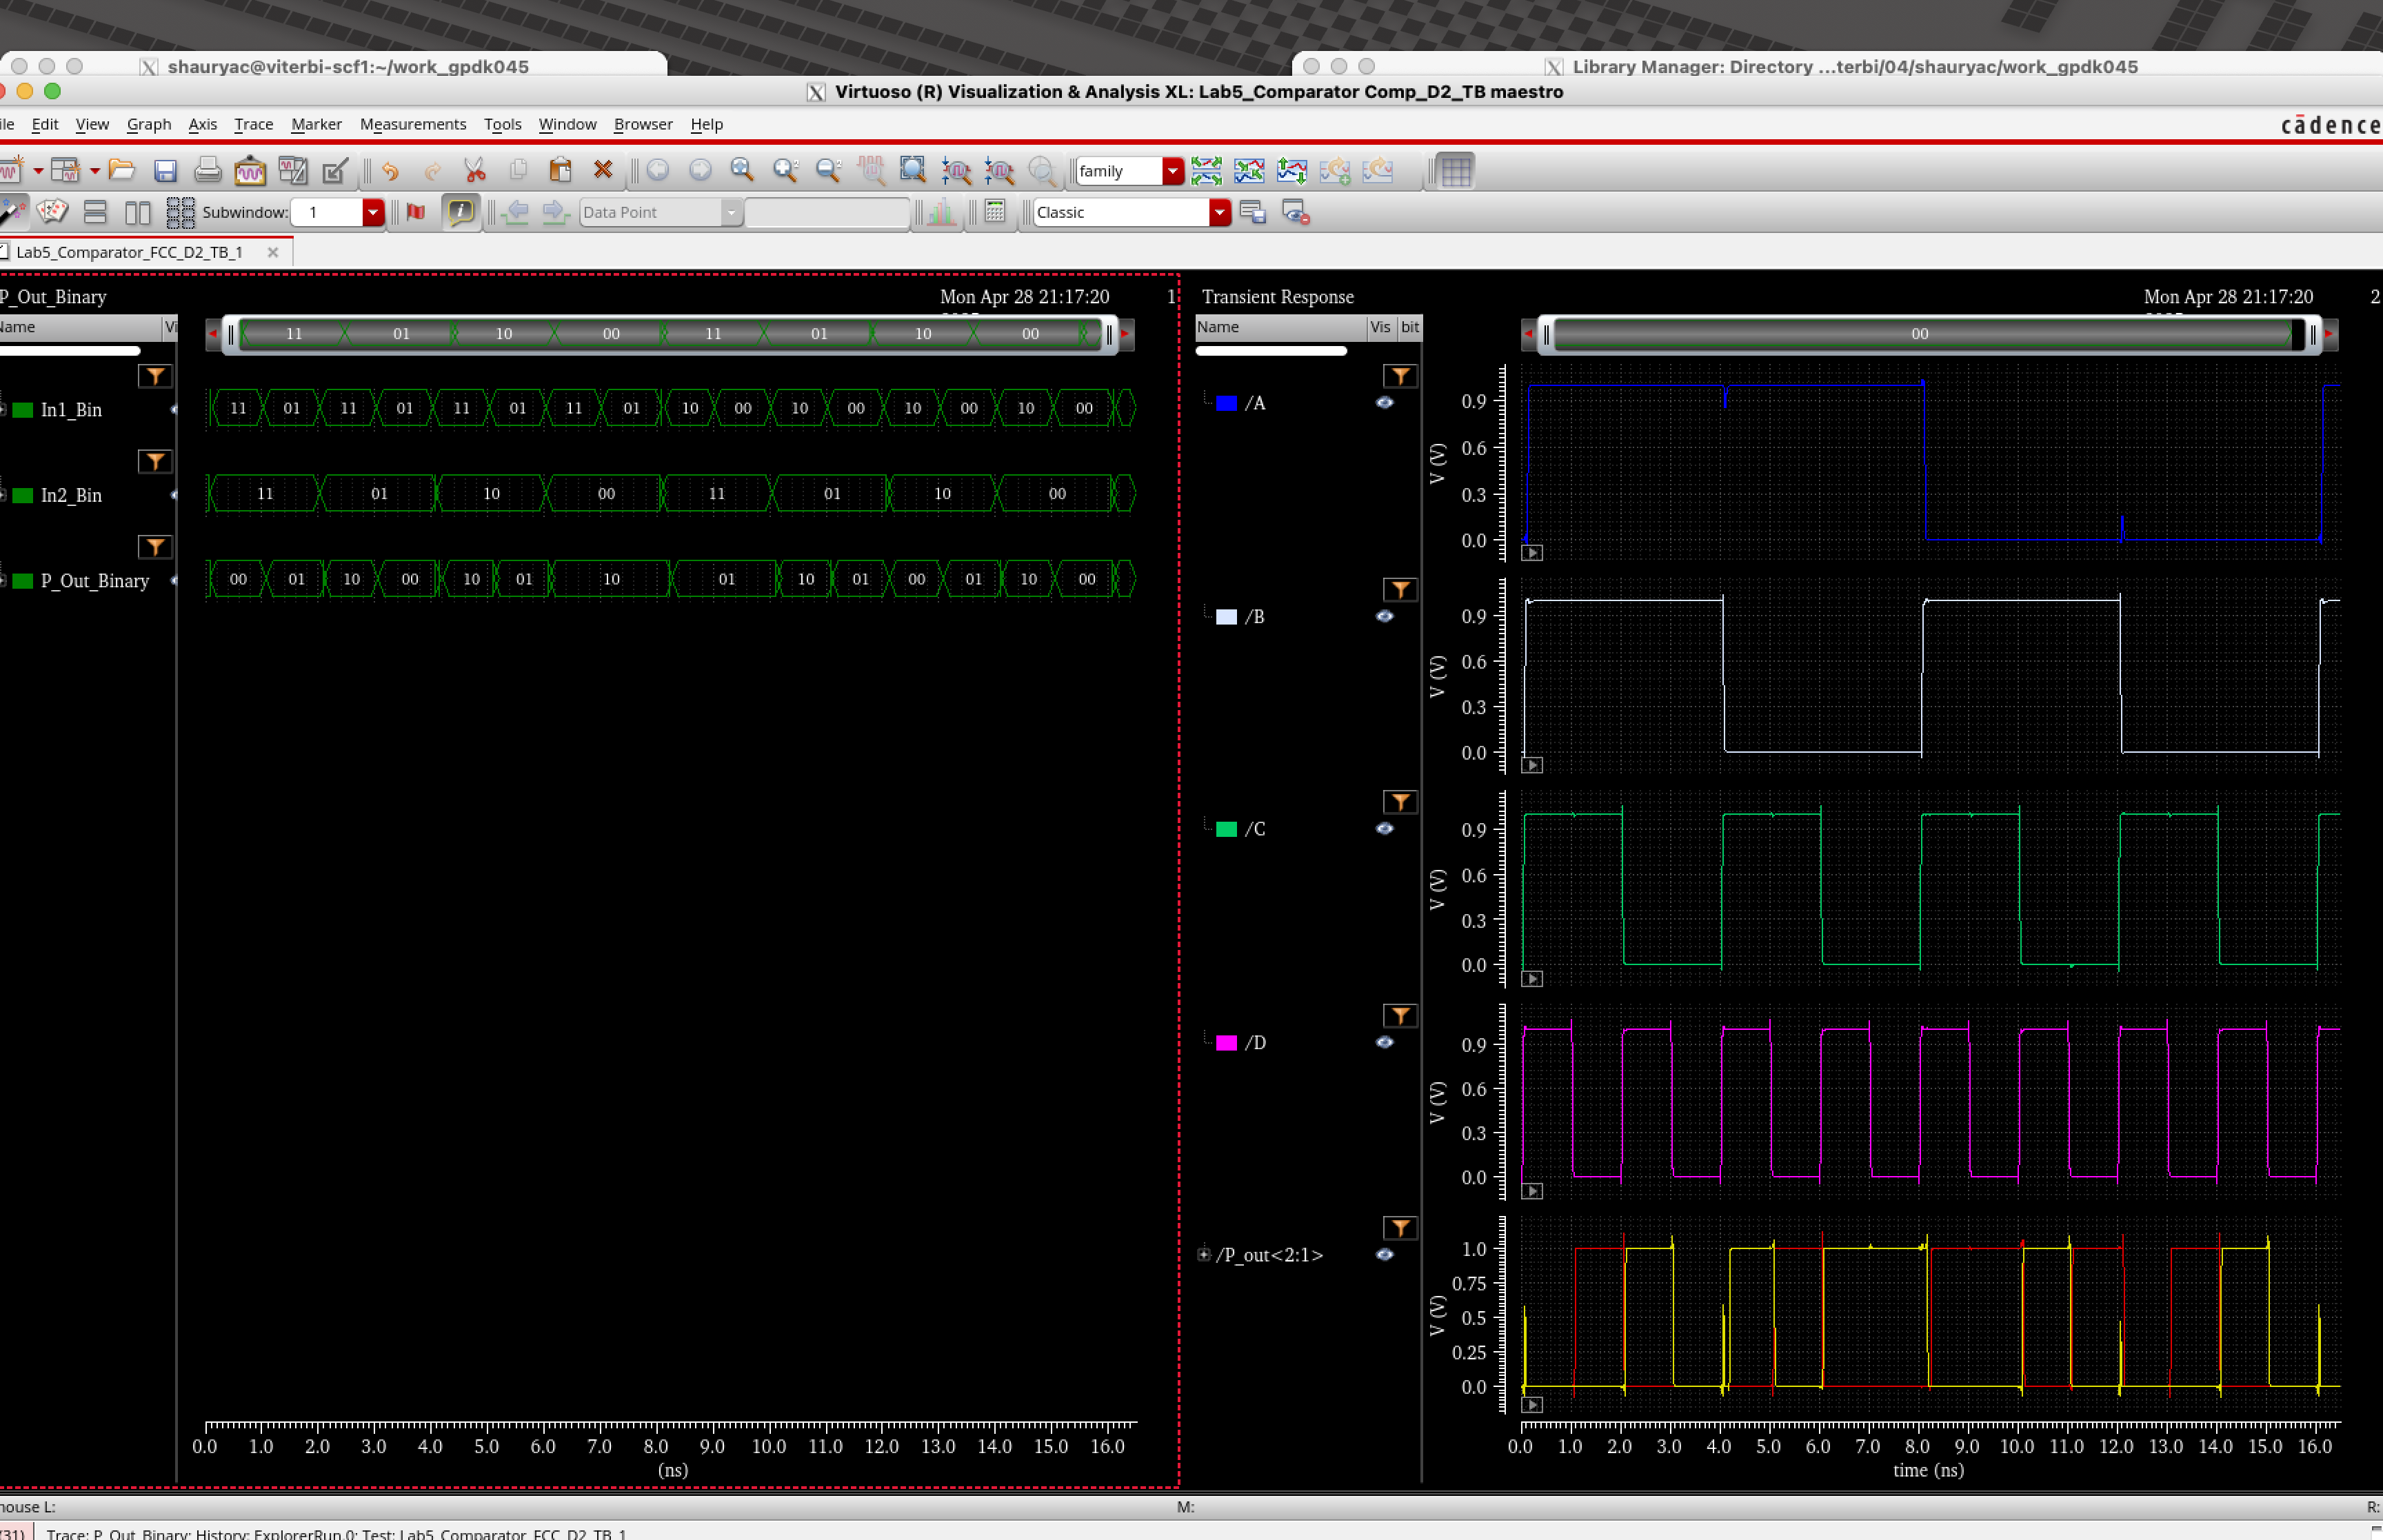 shauryac@viterbi-scf1:~/work_gpdk045
Library Manager: Directory ...terbi/04/shauryac/work_gpdk045
Virtuoso (R) Visualization & Analysis XL: Lab5_Comparator Comp_D2_TB maestro
ile Edit View Graph Axis Trace Marker Measurements Tools Window Browser Help
cādence
family
Subwindow: 1 Data Point Classic
Lab5_Comparator_FCC_D2_TB_1
P_Out_Binary Mon Apr 28 21:17:20 1
Name Vi
11 01 10 00 11 01 10 00
In1_Bin 11 01 11 01 11 01 11 01 10 00 10 00 10 00 10 00
In2_Bin 11 01 10 00 11 01 10 00
P_Out_Binary 00 01 10 00 10 01 10 01 10 01 00 01 10 00
0.0 1.0 2.0 3.0 4.0 5.0 6.0 7.0 8.0 9.0 10.0 11.0 12.0 13.0 14.0 15.0 16.0
(ns)
Transient Response Mon Apr 28 21:17:20 2
Name Vis bit
00
/A
V (V)
0.9
0.6
0.3
0.0
/B
V (V)
0.9
0.6
0.3
0.0
/C
V (V)
0.9
0.6
0.3
0.0
/D
V (V)
0.9
0.6
0.3
0.0
/P_out<2:1>
V (V)
1.0
0.75
0.5
0.25
0.0
0.0 1.0 2.0 3.0 4.0 5.0 6.0 7.0 8.0 9.0 10.0 11.0 12.0 13.0 14.0 15.0 16.0
time (ns)
mouse L: M: R:
(31) Trace: P_Out_Binary; History: ExplorerRun.0; Test: Lab5_Comparator_FCC_D2_TB_1